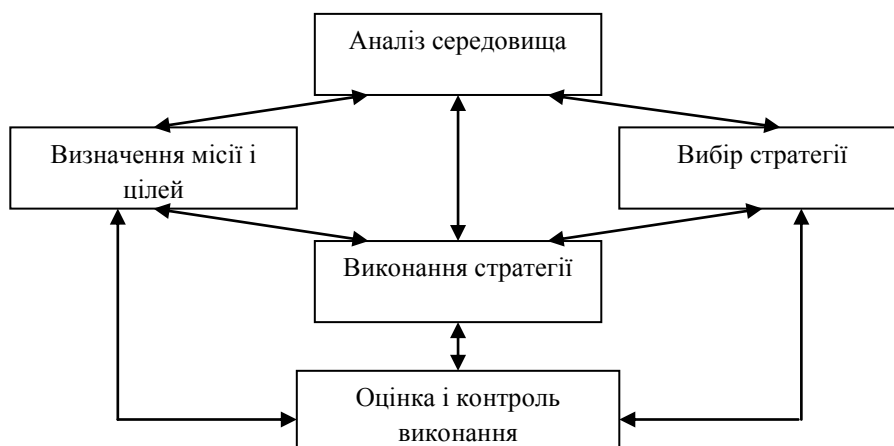 Аналіз середовища
Визначення місії і
цілей
Вибір стратегії
Виконання стратегії
Оцінка і контроль
виконання